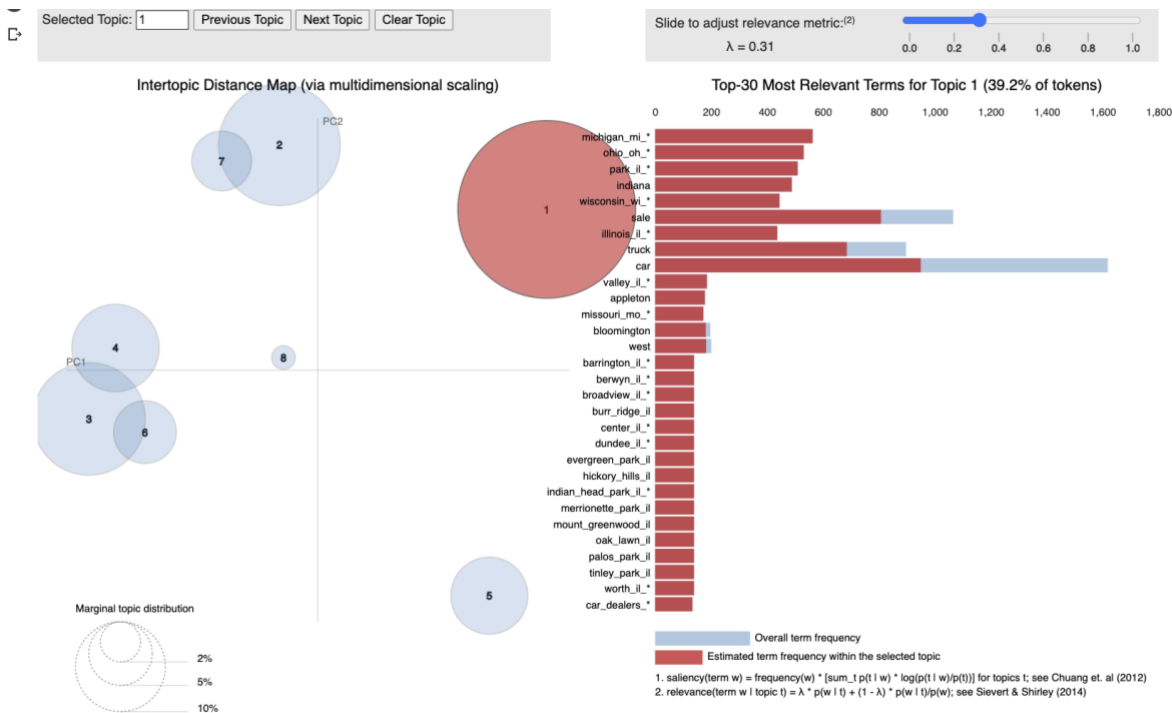 Selected Topic: 1 Previous Topic Next Topic Clear Topic
Slide to adjust relevance metric:(2)
λ = 0.31
0.0 0.2 0.4 0.6 0.8 1.0
Intertopic Distance Map (via multidimensional scaling)
PC2
2
7
1
4
PC1
8
3
6
5
Marginal topic distribution
2%
5%
10%
Top-30 Most Relevant Terms for Topic 1 (39.2% of tokens)
0 200 400 600 800 1,000 1,200 1,400 1,600 1,800
michigan_mi_*
ohio_oh_*
park_il_*
indiana
wisconsin_wi_*
sale
illinois_il_*
truck
car
valley_il_*
appleton
missouri_mo_*
bloomington
west
barrington_il_*
berwyn_il_*
broadview_il_*
burr_ridge_il
center_il_*
dundee_il_*
evergreen_park_il
hickory_hills_il
indian_head_park_il_*
merrionette_park_il
mount_greenwood_il
oak_lawn_il
palos_park_il
tinley_park_il
worth_il_*
car_dealers_*
Overall term frequency
Estimated term frequency within the selected topic
1. saliency(term w) = frequency(w) * [sum_t p(t | w) * log(p(t | w)/p(t))] for topics t; see Chuang et. al (2012)
2. relevance(term w | topic t) = λ * p(w | t) + (1 - λ) * p(w | t)/p(w); see Sievert & Shirley (2014)